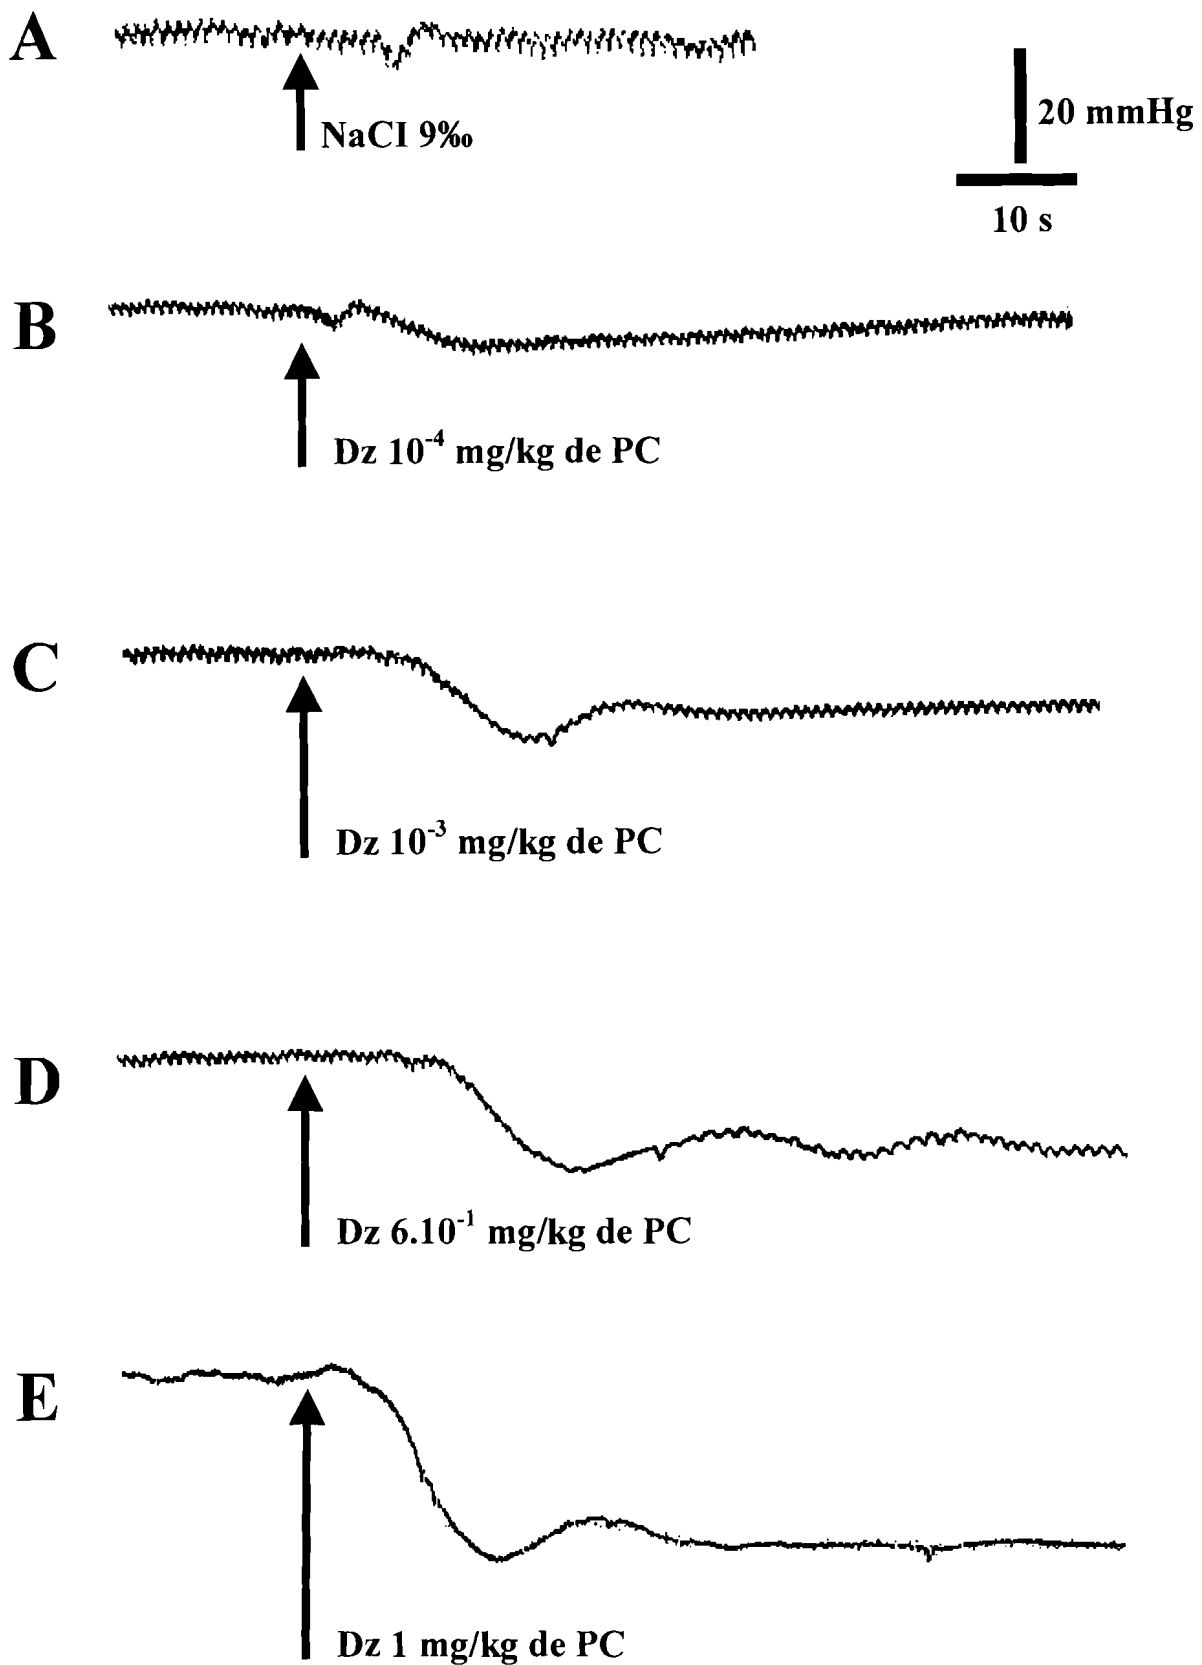 A
NaCI 9‰
20 mmHg
10 s
B
Dz 10⁻⁴ mg/kg de PC
C
Dz 10⁻³ mg/kg de PC
D
Dz 6.10⁻¹ mg/kg de PC
E
Dz 1 mg/kg de PC